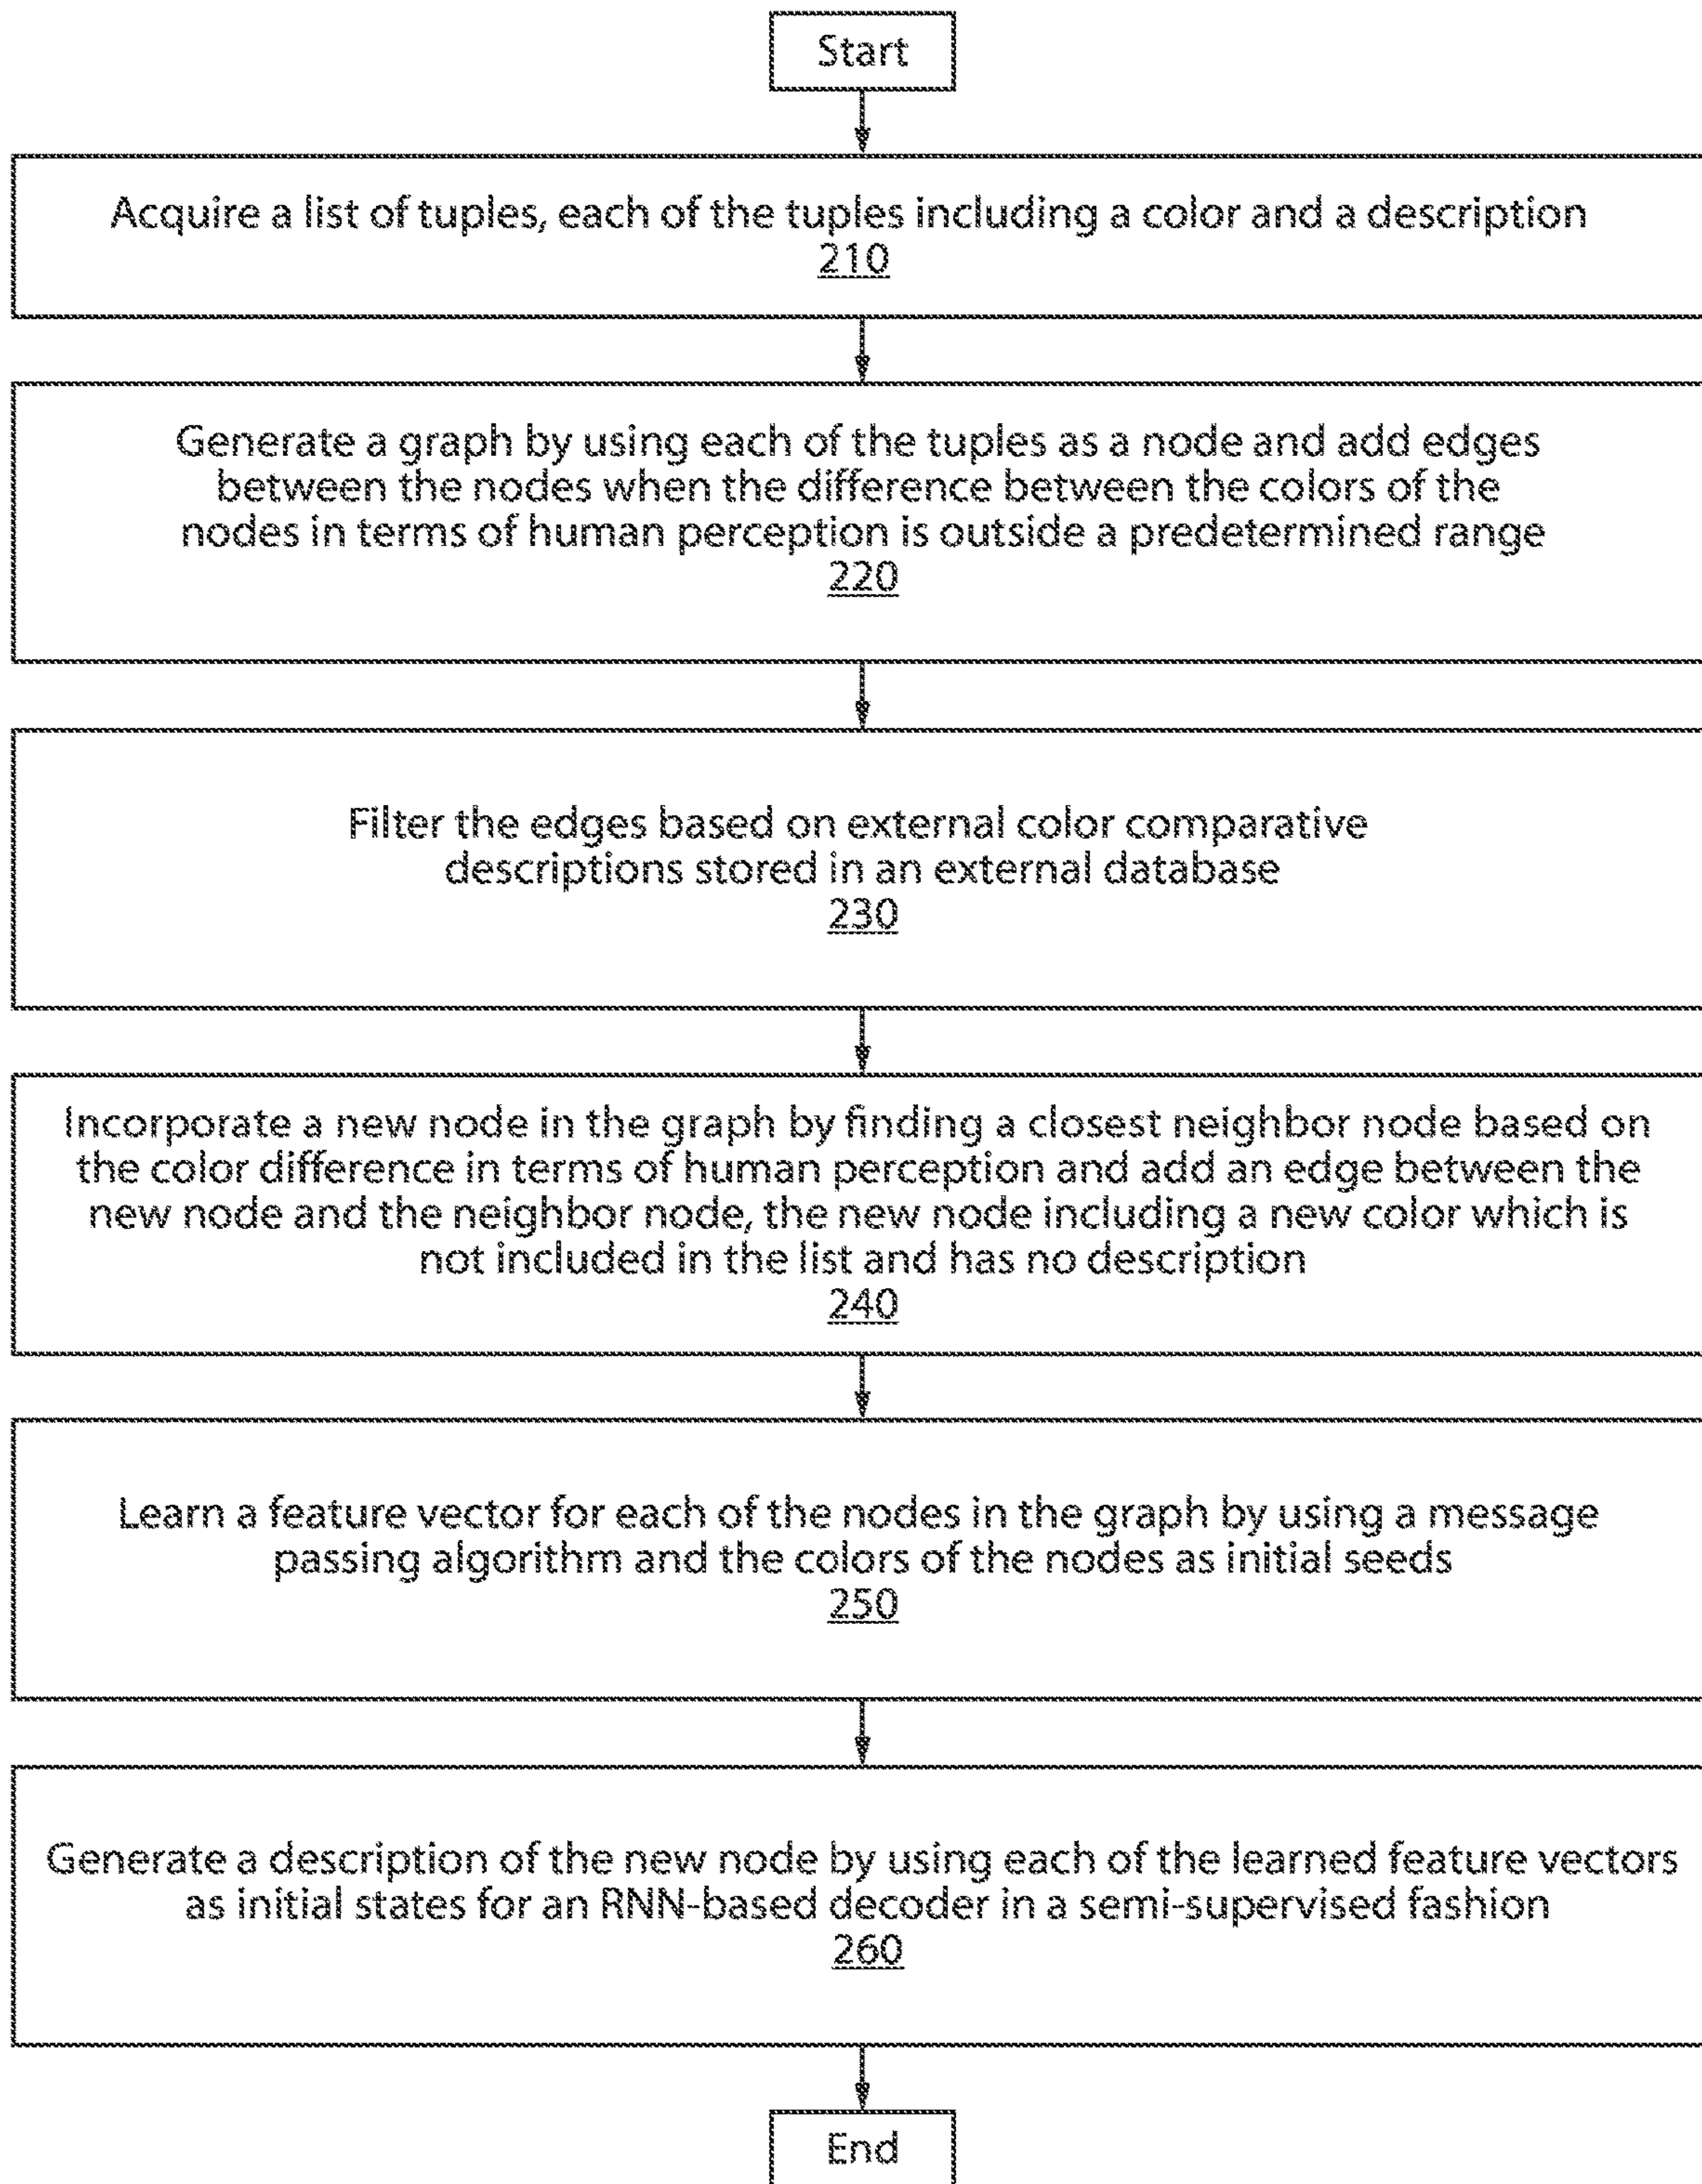 Start
Acquire a list of tuples, each of the tuples including a color and a description
210
Generate a graph by using each of the tuples as a node and add edges
between the nodes when the difference between the colors of the
nodes in terms of human perception is outside a predetermined range
220
Filter the edges based on external color comparative
descriptions stored in an external database
230
Incorporate a new node in the graph by finding a closest neighbor node based on
the color difference in terms of human perception and add an edge between the
new node and the neighbor node, the new node including a new color which is
not included in the list and has no description
240
Learn a feature vector for each of the nodes in the graph by using a message
passing algorithm and the colors of the nodes as initial seeds
250
Generate a description of the new node by using each of the learned feature vectors
as initial states for an RNN-based decoder in a semi-supervised fashion
260
End